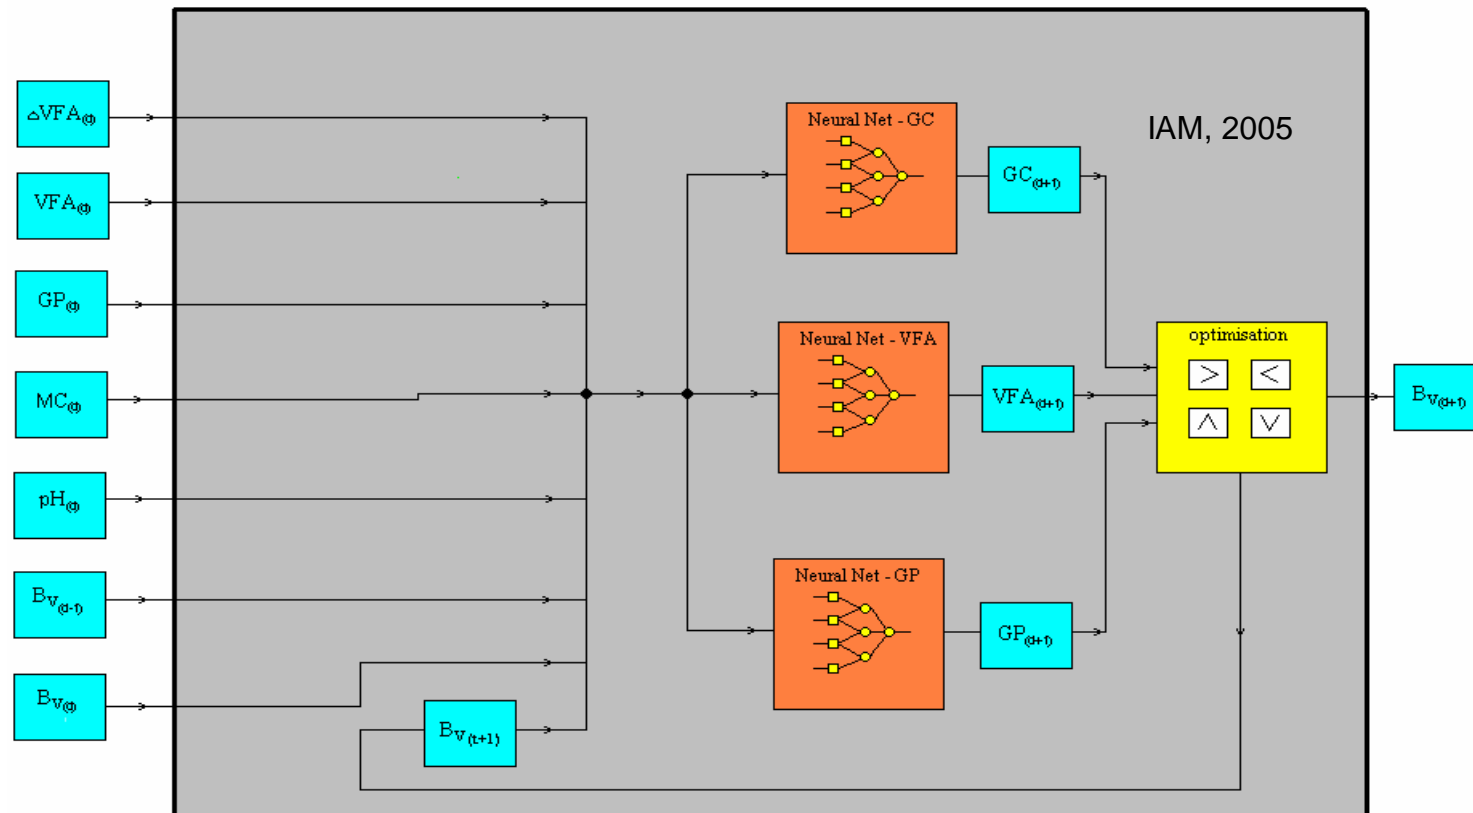 △VFA(t)
VFA(t)
GP(t)
MC(t)
pH(t)
Bv(t-1)
Bv(t)
Bv(t+1)
Neural Net - GC
GC(t+1)
IAM, 2005
Neural Net - VFA
VFA(t+1)
optimisation
>
<
∧
∨
Neural Net - GP
GP(t+1)
Bv(t+1)